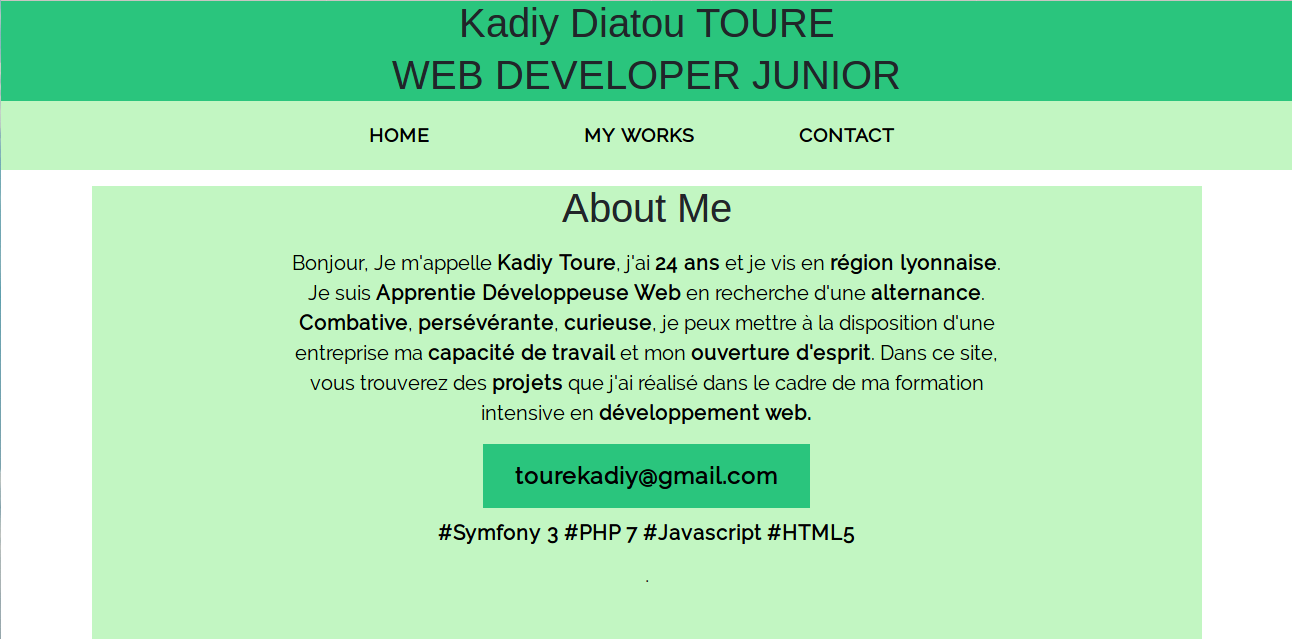 Kadiy Diatou TOURE
WEB DEVELOPER JUNIOR
HOME MY WORKS CONTACT
About Me
Bonjour, Je m'appelle Kadiy Toure, j'ai 24 ans et je vis en région lyonnaise.
Je suis Apprentie Développeuse Web en recherche d'une alternance.
Combative, persévérante, curieuse, je peux mettre à la disposition d'une
entreprise ma capacité de travail et mon ouverture d'esprit. Dans ce site,
vous trouverez des projets que j'ai réalisé dans le cadre de ma formation
intensive en développement web.
tourekadiy@gmail.com
#Symfony 3 #PHP 7 #Javascript #HTML5
.